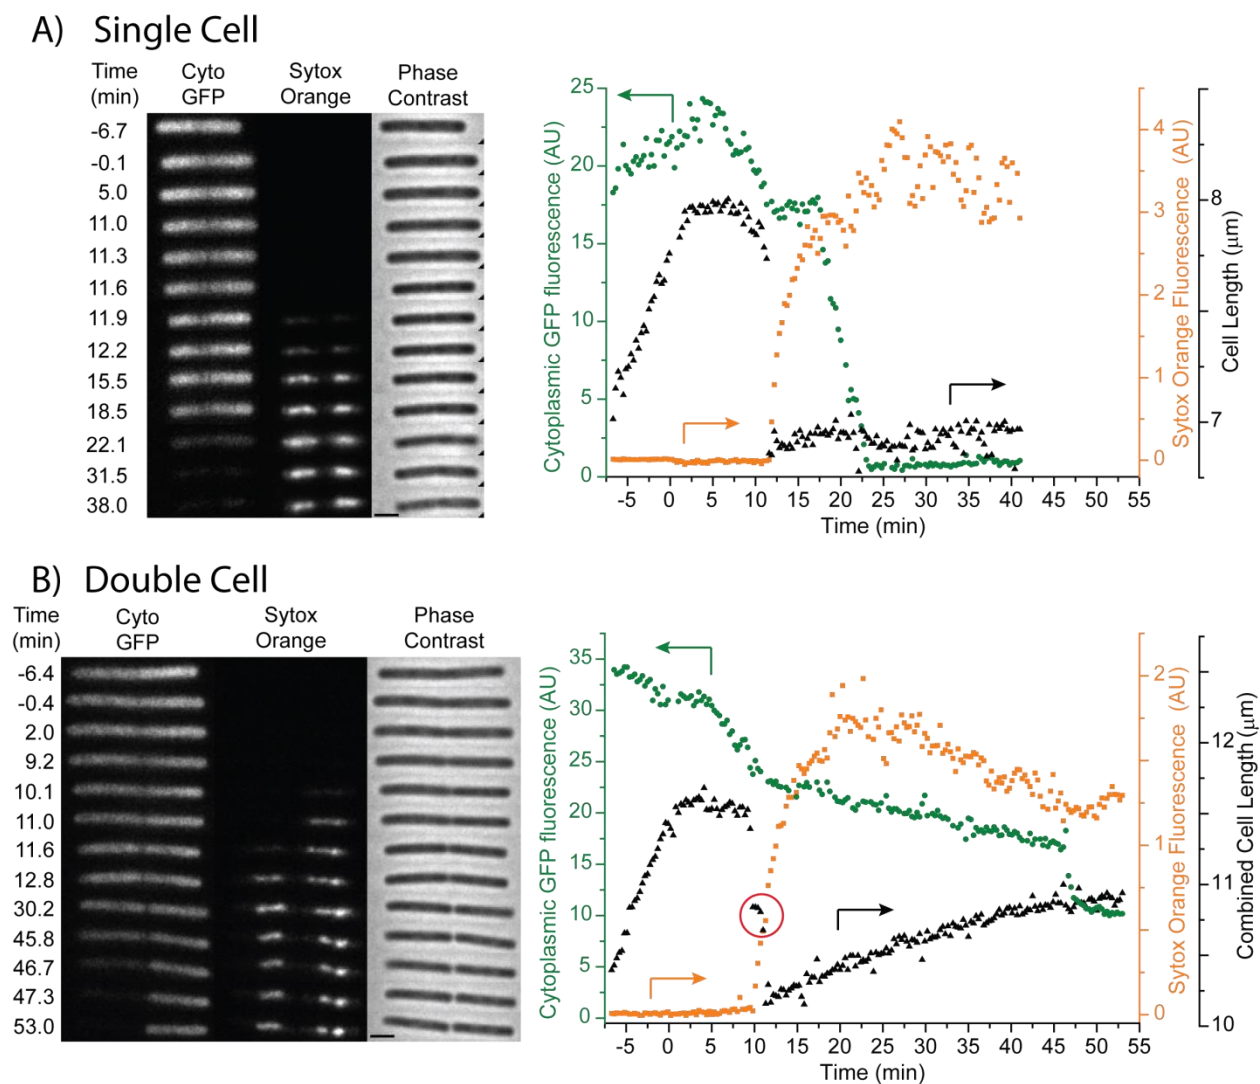 A) Single Cell
Time (min)
Cyto GFP
Sytox Orange
Phase Contrast
-6.7
-0.1
5.0
11.0
11.3
11.6
11.9
12.2
15.5
18.5
22.1
31.5
38.0
Cytoplasmic GFP fluorescence (AU)
25
20
15
10
5
0
-5 0 5 10 15 20 25 30 35 40 45 50 55
Time (min)
4
3
2
1
0
Sytox Orange Fluorescence (AU)
8
7
Cell Length (μm)
B) Double Cell
Time (min)
Cyto GFP
Sytox Orange
Phase Contrast
-6.4
-0.4
2.0
9.2
10.1
11.0
11.6
12.8
30.2
45.8
46.7
47.3
53.0
Cytoplasmic GFP fluorescence (AU)
35
30
25
20
15
10
5
0
-5 0 5 10 15 20 25 30 35 40 45 50 55
Time (min)
2
1
0
Sytox Orange Fluorescence (AU)
12
11
10
Combined Cell Length (μm)